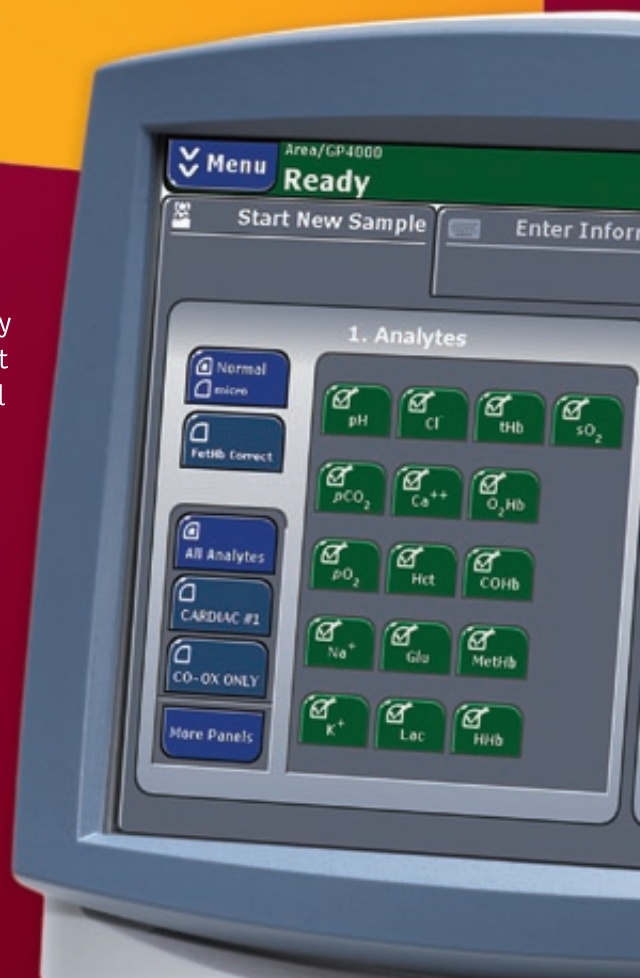 Area/GP4000
Menu
Ready
Start New Sample
Enter Infor
y
t
l
1. Analytes
Normal
micro
FetHb Correct
All Analytes
CARDIAC #1
CO-OX ONLY
More Panels
pH
Cl⁻
tHb
sO₂
pCO₂
Ca⁺⁺
O₂Hb
pO₂
Hct
COHb
Na⁺
Glu
MetHb
K⁺
Lac
HHb